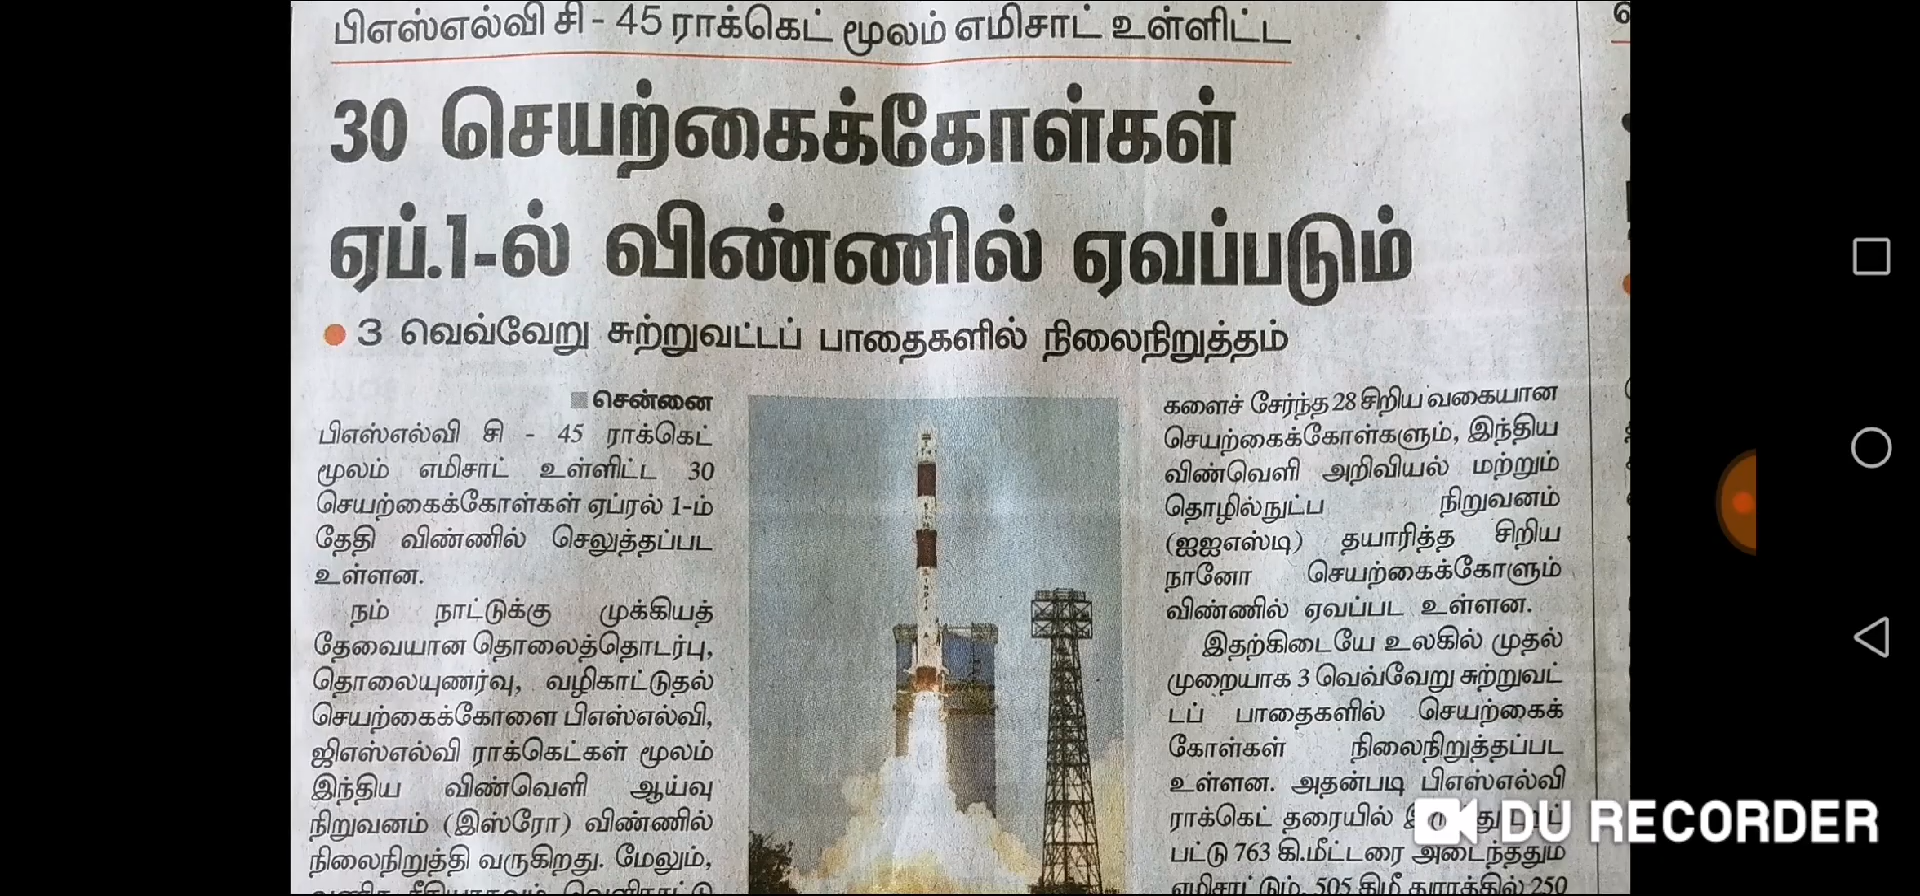 பிஎஸ்எல்வி சி - 45 ராக்கெட் மூலம் எமிசாட் உள்ளிட்ட
30 செயற்கைக்கோள்கள்
ஏப்.1-ல் விண்ணில் ஏவப்படும்
● 3 வெவ்வேறு சுற்றுவட்டப் பாதைகளில் நிலைநிறுத்தம்
■ சென்னை
பிஎஸ்எல்வி சி - 45 ராக்கெட்
மூலம் எமிசாட் உள்ளிட்ட 30
செயற்கைக்கோள்கள் ஏப்ரல் 1-ம்
தேதி விண்ணில் செலுத்தப்பட
உள்ளன.
நம் நாட்டுக்கு முக்கியத்
தேவையான தொலைத்தொடர்பு,
தொலையுணர்வு, வழிகாட்டுதல்
செயற்கைக்கோளை பிஎஸ்எல்வி,
ஜிஎஸ்எல்வி ராக்கெட்கள் மூலம்
இந்திய விண்வெளி ஆய்வு
நிறுவனம் (இஸ்ரோ) விண்ணில்
நிலைநிறுத்தி வருகிறது. மேலும்,
களைச் சேர்ந்த 28 சிறிய வகையான
செயற்கைக்கோள்களும், இந்திய
விண்வெளி அறிவியல் மற்றும்
தொழில்நுட்ப நிறுவனம்
(ஐஐஎஸ்டி) தயாரித்த சிறிய
நானோ செயற்கைக்கோளும்
விண்ணில் ஏவப்பட உள்ளன.
இதற்கிடையே உலகில் முதல்
முறையாக 3 வெவ்வேறு சுற்றுவட்
டப் பாதைகளில் செயற்கைக்
கோள்கள் நிலைநிறுத்தப்பட
உள்ளன. அதன்படி பிஎஸ்எல்வி
ராக்கெட் தரையில்
பட்டு 763 கி.மீட்டரை அடைந்ததும்
எமிசாட்டும், 505 கிமீ தூரத்தில் 250
DU RECORDER